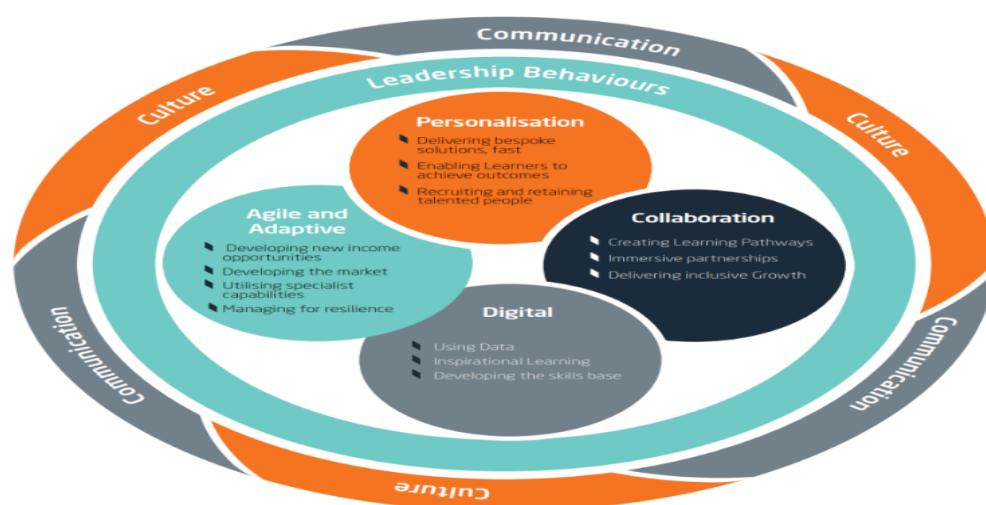 Communication
Culture
Culture
Leadership Behaviours
Personalisation
Delivering bespoke
solutions, fast
Enabling Learners to
achieve outcomes
Recruiting and retaining
talented people
Agile and
Adaptive
Developing new income
opportunities
Developing the market
Utilising specialist
capabilities
Managing for resilience
Collaboration
Creating Learning Pathways
Immersive partnerships
Delivering inclusive Growth
Digital
Using Data
Inspirational Learning
Developing the skills base
Communication
Communication
Culture